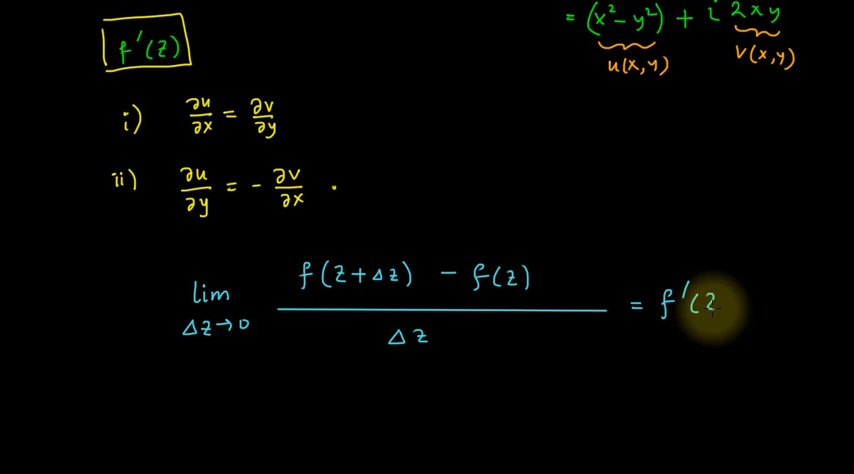 = (x² - y²) + i 2xy
u(x,y) v(x,y)
f'(z)
i) ∂u/∂x = ∂v/∂y
ii) ∂u/∂y = - ∂v/∂x .
lim Δz→0 f(z+Δz) - f(z) / Δz = f'(z